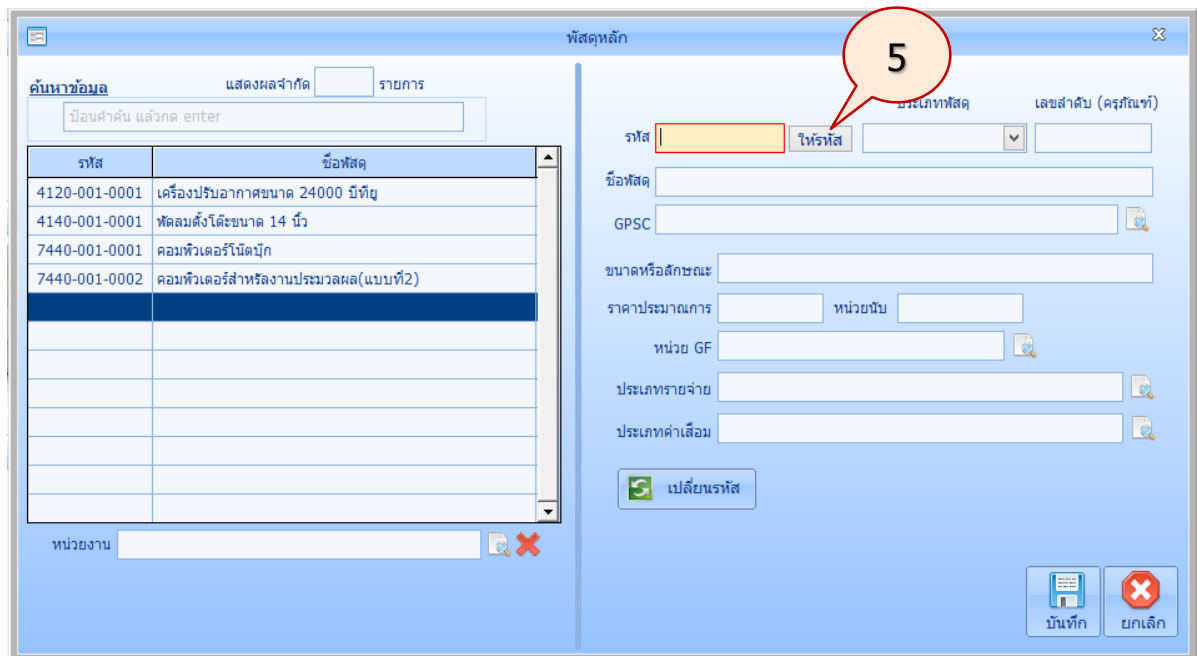 พัสดุหลัก
5
ค้นหาข้อมูล แสดงผลจำกัด รายการ
ป้อนคำค้น แล้วกด enter
รหัส ชื่อพัสดุ
4120-001-0001 เครื่องปรับอากาศขนาด 24000 บีทียู
4140-001-0001 พัดลมตั้งโต๊ะขนาด 14 นิ้ว
7440-001-0001 คอมพิวเตอร์โน๊ตบุ๊ก
7440-001-0002 คอมพิวเตอร์สำหรัลงานประมวลผล(แบบที่2)
หน่วยงาน
ประเภทพัสดุ เลขลำดับ (ครุภัณฑ์)
รหัส ให้รหัส
ชื่อพัสดุ
GPSC
ขนาดหรือลักษณะ
ราคาประมาณการ หน่วยนับ
หน่วย GF
ประเภทรายจ่าย
ประเภทค่าเสื่อม
เปลี่ยนรหัส
บันทึก ยกเลิก